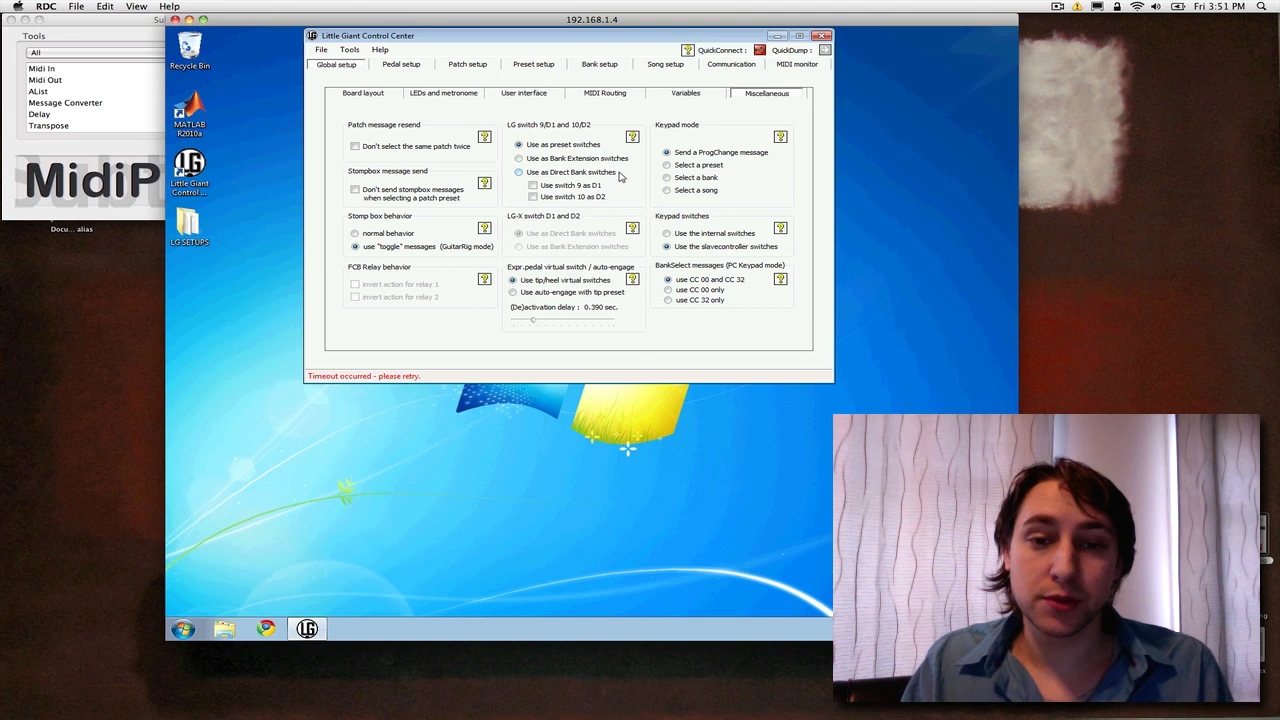 RDC File Edit View Help
Fri 3:51 PM
192.168.1.4
Tools
All
Midi In
Midi Out
AList
Message Converter
Delay
Transpose
MidiP
Docu... alias
Recycle Bin
MATLAB
R2010a
Little Giant
Control ...
LG SETUPS
Little Giant Control Center
File Tools Help
QuickConnect : QuickDump :
Global setup Pedal setup Patch setup Preset setup Bank setup Song setup Communication MIDI monitor
Board layout LEDs and metronome User interface MIDI Routing Variables Miscellaneous
Patch message resend
Don't select the same patch twice
Stompbox message send
Don't send stompbox messages
when selecting a patch preset
Stomp box behavior
normal behavior
use "toggle" messages (GuitarRig mode)
FCB Relay behavior
invert action for relay 1
invert action for relay 2
LG switch 9/D1 and 10/D2
Use as preset switches
Use as Bank Extension switches
Use as Direct Bank switches
Use switch 9 as D1
Use switch 10 as D2
LG-X switch D1 and D2
Use as Direct Bank switches
Use as Bank Extension switches
Expr.pedal virtual switch / auto-engage
Use tip/heel virtual switches
Use auto-engage with tip preset
(De)activation delay : 0.390 sec.
Keypad mode
Send a ProgChange message
Select a preset
Select a bank
Select a song
Keypad switches
Use the internal switches
Use the slavecontroller switches
BankSelect messages (PC Keypad mode)
use CC 00 and CC 32
use CC 00 only
use CC 32 only
Timeout occurred - please retry.
LG